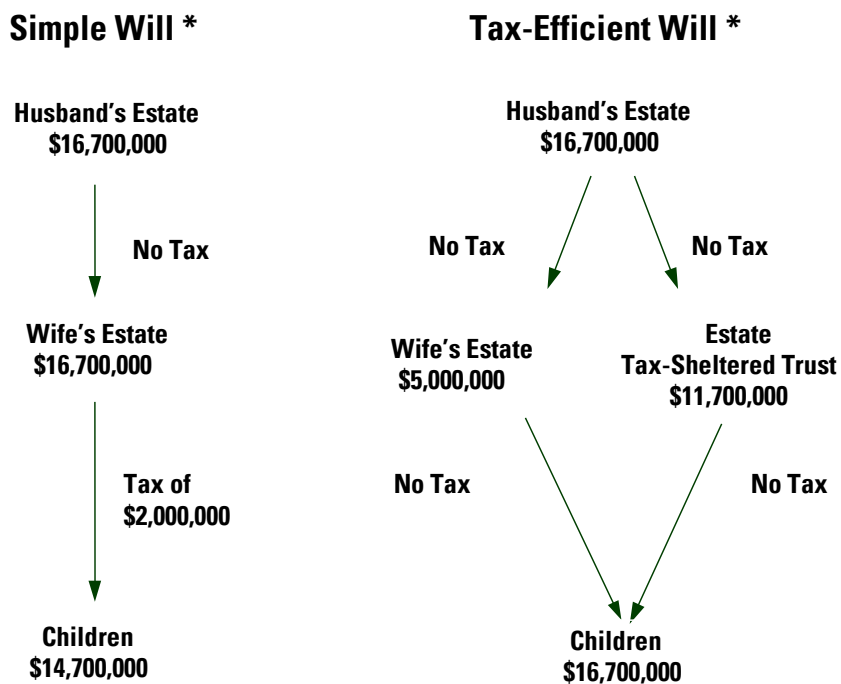 Simple Will *
Husband's Estate
$16,700,000
No Tax
Wife's Estate
$16,700,000
Tax of
$2,000,000
Children
$14,700,000
Tax-Efficient Will *
Husband's Estate
$16,700,000
No Tax
No Tax
Wife's Estate
$5,000,000
Estate
Tax-Sheltered Trust
$11,700,000
No Tax
No Tax
Children
$16,700,000